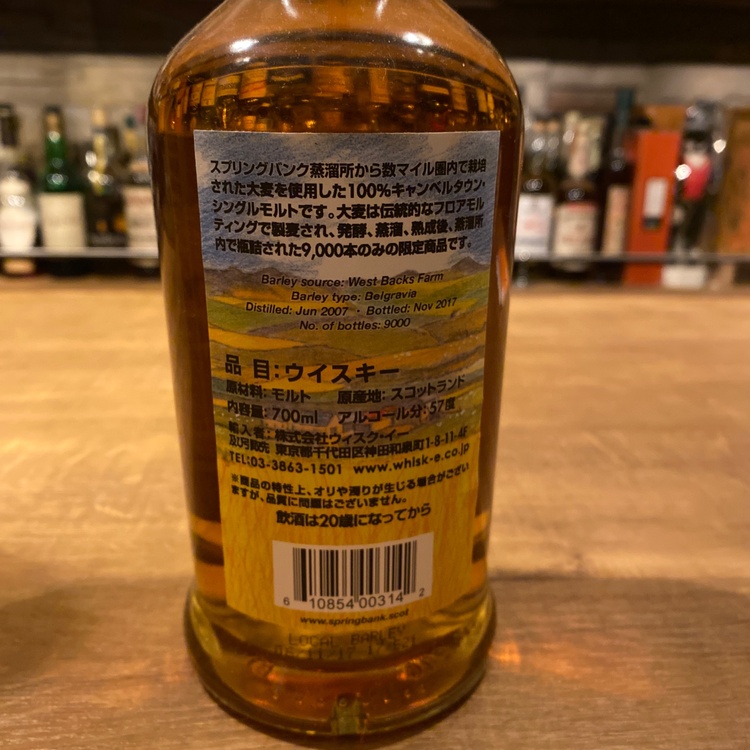 スプリングバンク蒸溜所から数マイル圏内で栽培
された大麦を使用した100%キャンベルタウン・
シングルモルトです。大麦は伝統的なフロアモル
ティングで製麦され、発酵、蒸溜、熟成後、蒸溜所
内で瓶詰された9,000本のみの限定商品です。
Barley source: West Backs Farm
Barley type: Belgravia
Distilled: Jun 2007 · Bottled: Nov 2017
No. of bottles: 9000
品 目:ウイスキー
原材料:モルト 原産地:スコットランド
内容量:700ml アルコール分:57度
輸入者:株式会社ウィスク・イー
及び引取先 東京都千代田区神田和泉町1-8-11-4F
TEL:03-3863-1501 www.whisk-e.co.jp
※商品の特性上、オリや濁りが生じる場合がござい
ますが、品質に問題はございません。
飲酒は20歳になってから
6 10854 00314 2
www.springbank.scot
LOCAL BARLEY